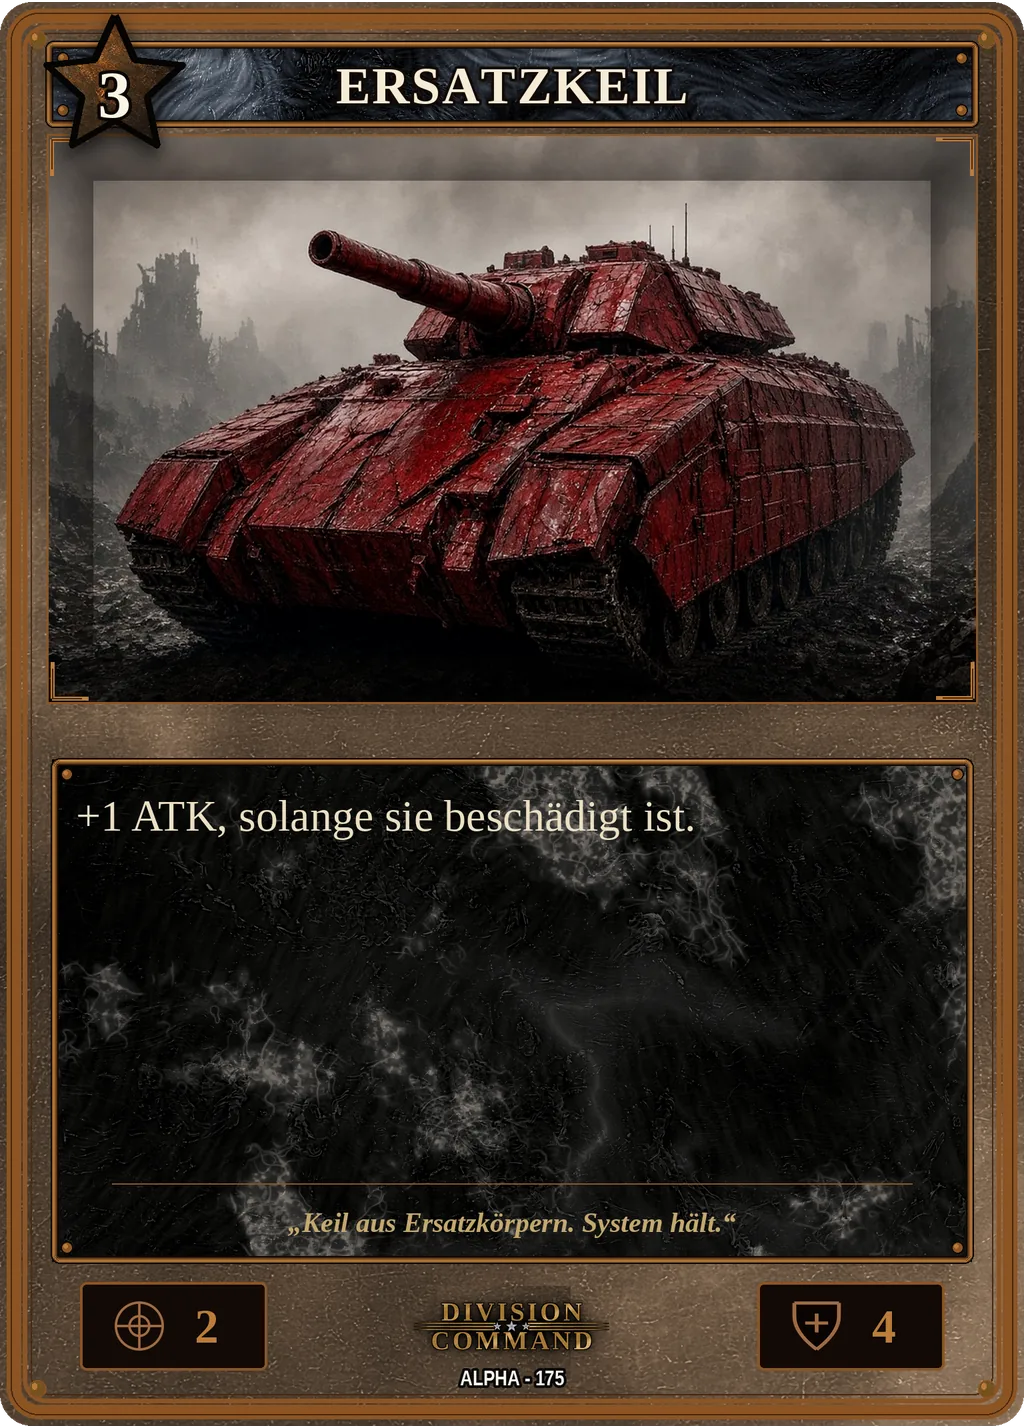 3
ERSATZKEIL
+1 ATK, solange sie beschädigt ist.
„Keil aus Ersatzkörpern. System hält.“
2
DIVISION
COMMAND
4
ALPHA - 175